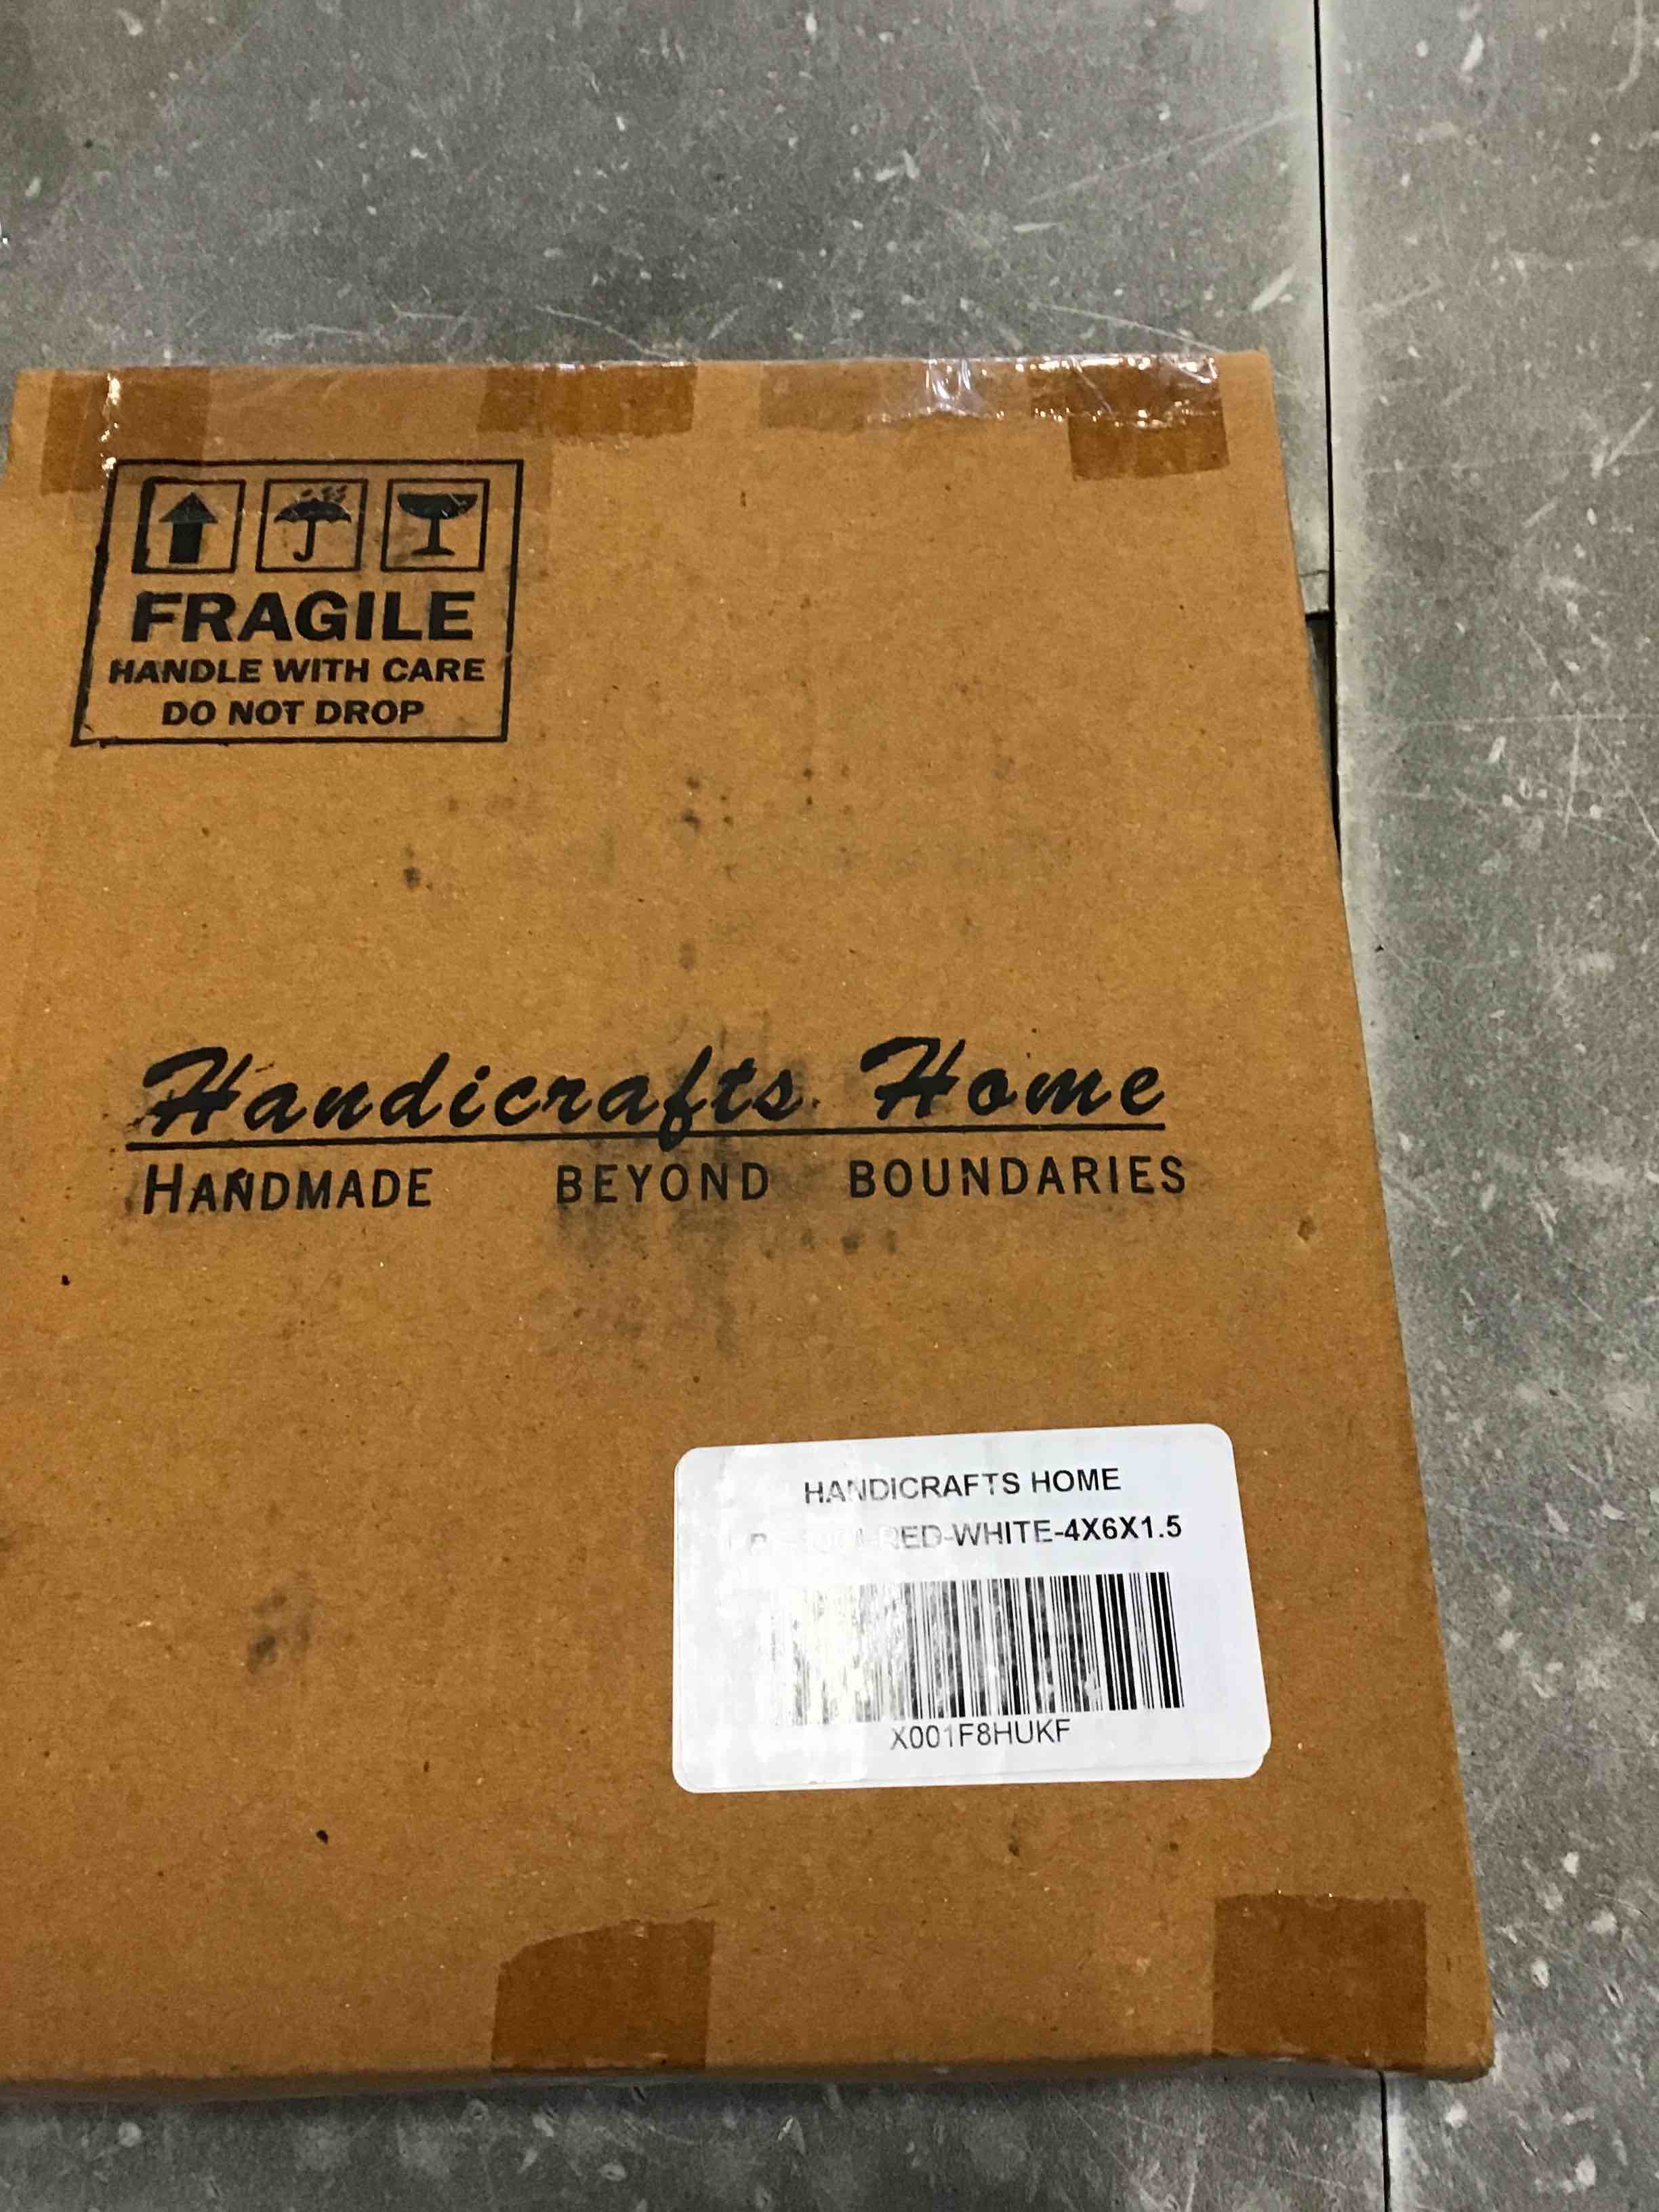 FRAGILE
HANDLE WITH CARE
DO NOT DROP
Handicrafts Home
HANDMADE BEYOND BOUNDARIES
HANDICRAFTS HOME
RED-WHITE-4X6X1.5
X001F8HUKF